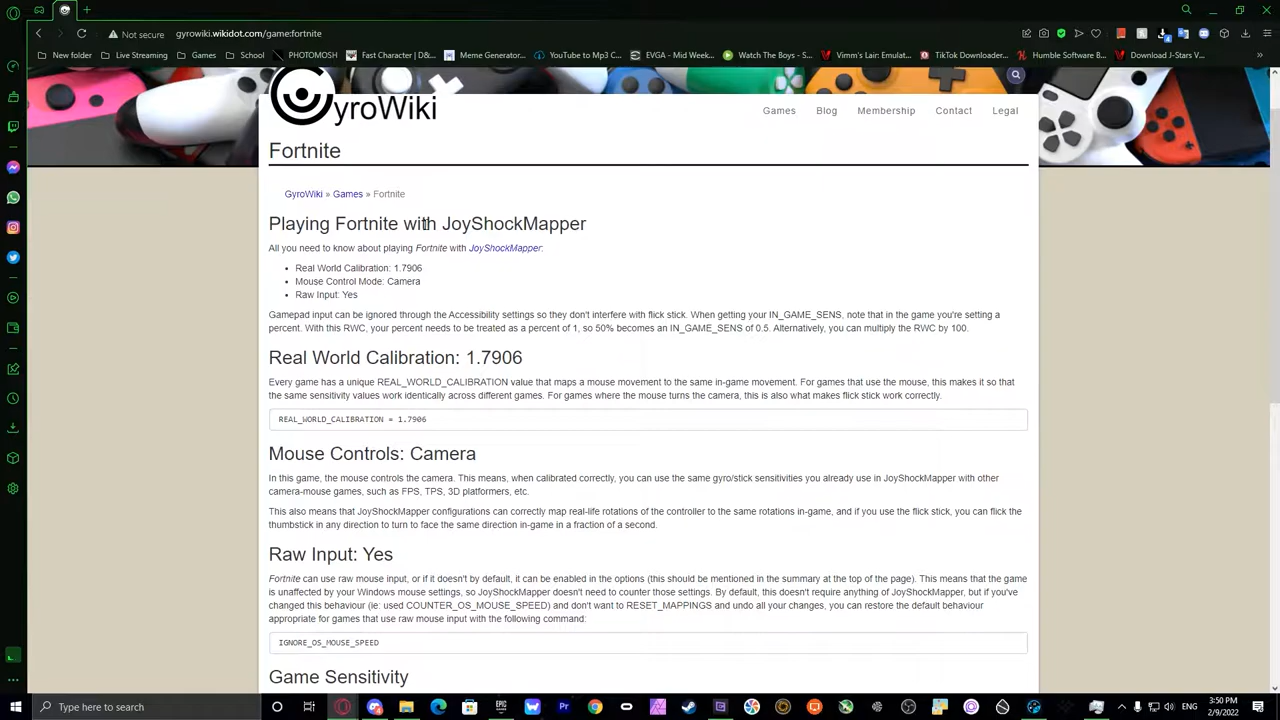 Not secure
gyrowiki.wikidot.com/game:fortnite
New folder
Live Streaming
Games
School
PHOTOMOSH
Fast Character | D&...
Meme Generator...
YouTube to Mp3 C...
EVGA - Mid Week...
Watch The Boys - S...
Vimm's Lair: Emulat...
TikTok Downloader...
Humble Software B...
Download J-Stars V...
yroWiki
Games Blog Membership Contact Legal
Fortnite
GyroWiki » Games » Fortnite
Playing Fortnite with JoyShockMapper
All you need to know about playing Fortnite with JoyShockMapper:
• Real World Calibration: 1.7906
• Mouse Control Mode: Camera
• Raw Input: Yes
Gamepad input can be ignored through the Accessibility settings so they don't interfere with flick stick. When getting your IN_GAME_SENS, note that in the game you're setting a
percent. With this RWC, your percent needs to be treated as a percent of 1, so 50% becomes an IN_GAME_SENS of 0.5. Alternatively, you can multiply the RWC by 100.
Real World Calibration: 1.7906
Every game has a unique REAL_WORLD_CALIBRATION value that maps a mouse movement to the same in-game movement. For games that use the mouse, this makes it so that
the same sensitivity values work identically across different games. For games where the mouse turns the camera, this is also what makes flick stick work correctly.
REAL_WORLD_CALIBRATION = 1.7906
Mouse Controls: Camera
In this game, the mouse controls the camera. This means, when calibrated correctly, you can use the same gyro/stick sensitivities you already use in JoyShockMapper with other
camera-mouse games, such as FPS, TPS, 3D platformers, etc.
This also means that JoyShockMapper configurations can correctly map real-life rotations of the controller to the same rotations in-game, and if you use the flick stick, you can flick the
thumbstick in any direction to turn to face the same direction in-game in a fraction of a second.
Raw Input: Yes
Fortnite can use raw mouse input, or if it doesn't by default, it can be enabled in the options (this should be mentioned in the summary at the top of the page). This means that the game
is unaffected by your Windows mouse settings, so JoyShockMapper doesn't need to counter those settings. By default, this doesn't require anything of JoyShockMapper, but if you've
changed this behaviour (ie: used COUNTER_OS_MOUSE_SPEED) and don't want to RESET_MAPPINGS and undo all your changes, you can restore the default behaviour
appropriate for games that use raw mouse input with the following command:
IGNORE_OS_MOUSE_SPEED
Game Sensitivity
Type here to search
3:50 PM
2/9/2022